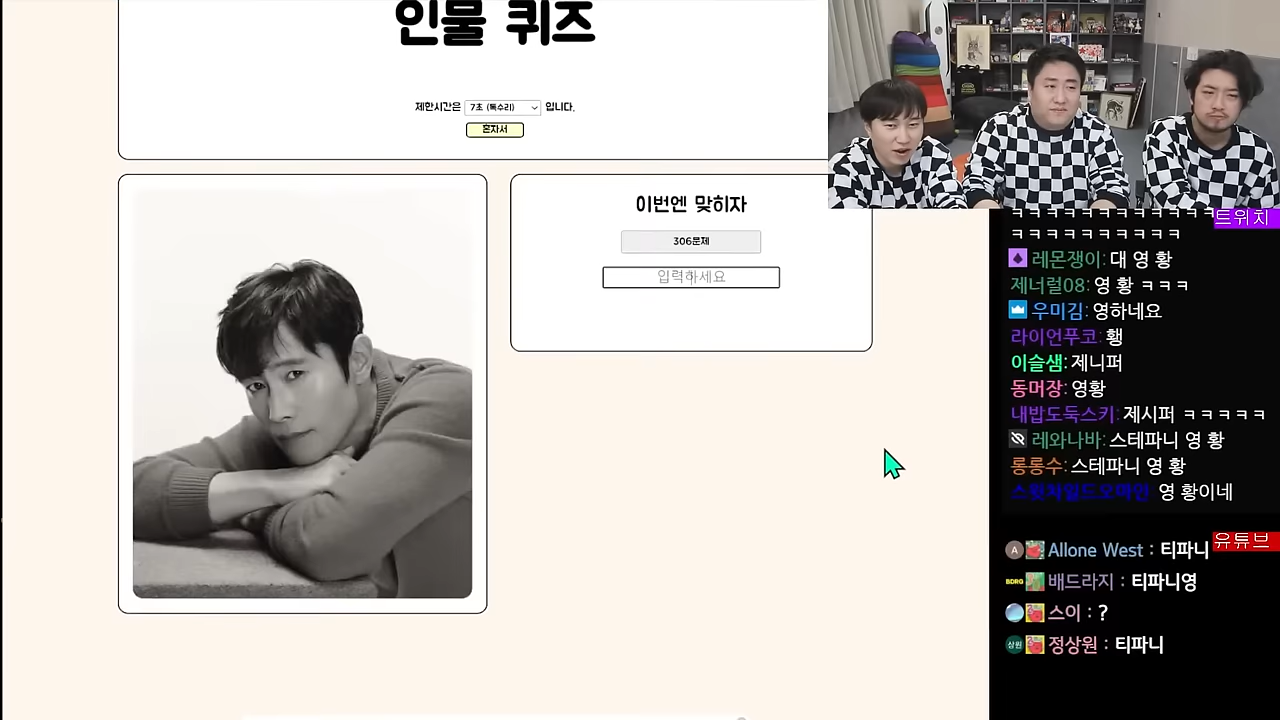 인물 퀴즈
제한시간은 7초 (독수리) 입니다.
혼자서
이번엔 맞히자
306문제
입력하세요
트위치
ㅋㅋㅋㅋㅋㅋㅋㅋㅋㅋㅋㅋ
ㅋㅋㅋㅋㅋㅋㅋㅋㅋㅋ
레몬쟁이: 대 영 황
제너럴08: 영 황 ㅋㅋㅋ
우미김: 영하네요
라이언푸코: 횅
이슬샘: 제니퍼
동머장: 영황
내밥도둑스키: 제시퍼 ㅋㅋㅋㅋㅋ
레와나바: 스테파니 영 황
롱롱수: 스테파니 영 황
영 황이네
유튜브
A Allone West : 티파니
BDRG 배드라지 : 티파니영
스이 : ?
상원 정상원 : 티파니